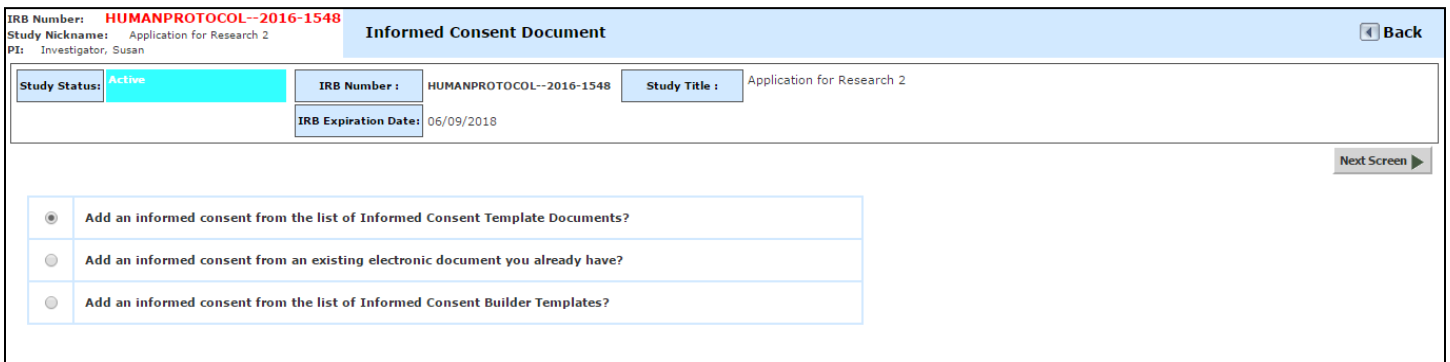 IRB Number: HUMANPROTOCOL--2016-1548
Study Nickname: Application for Research 2
PI: Investigator, Susan
Informed Consent Document
Back
Study Status: Active
IRB Number : HUMANPROTOCOL--2016-1548
Study Title : Application for Research 2
IRB Expiration Date: 06/09/2018
Next Screen
Add an informed consent from the list of Informed Consent Template Documents?
Add an informed consent from an existing electronic document you already have?
Add an informed consent from the list of Informed Consent Builder Templates?